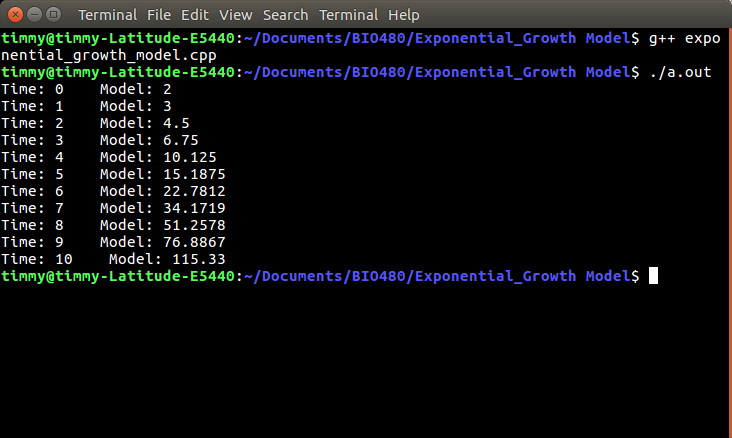 Terminal File Edit View Search Terminal Help
timmy@timmy-Latitude-E5440:~/Documents/BIO480/Exponential_Growth Model$ g++ expo
nential_growth_model.cpp
timmy@timmy-Latitude-E5440:~/Documents/BIO480/Exponential_Growth Model$ ./a.out
Time: 0    Model: 2
Time: 1    Model: 3
Time: 2    Model: 4.5
Time: 3    Model: 6.75
Time: 4    Model: 10.125
Time: 5    Model: 15.1875
Time: 6    Model: 22.7812
Time: 7    Model: 34.1719
Time: 8    Model: 51.2578
Time: 9    Model: 76.8867
Time: 10    Model: 115.33
timmy@timmy-Latitude-E5440:~/Documents/BIO480/Exponential_Growth Model$